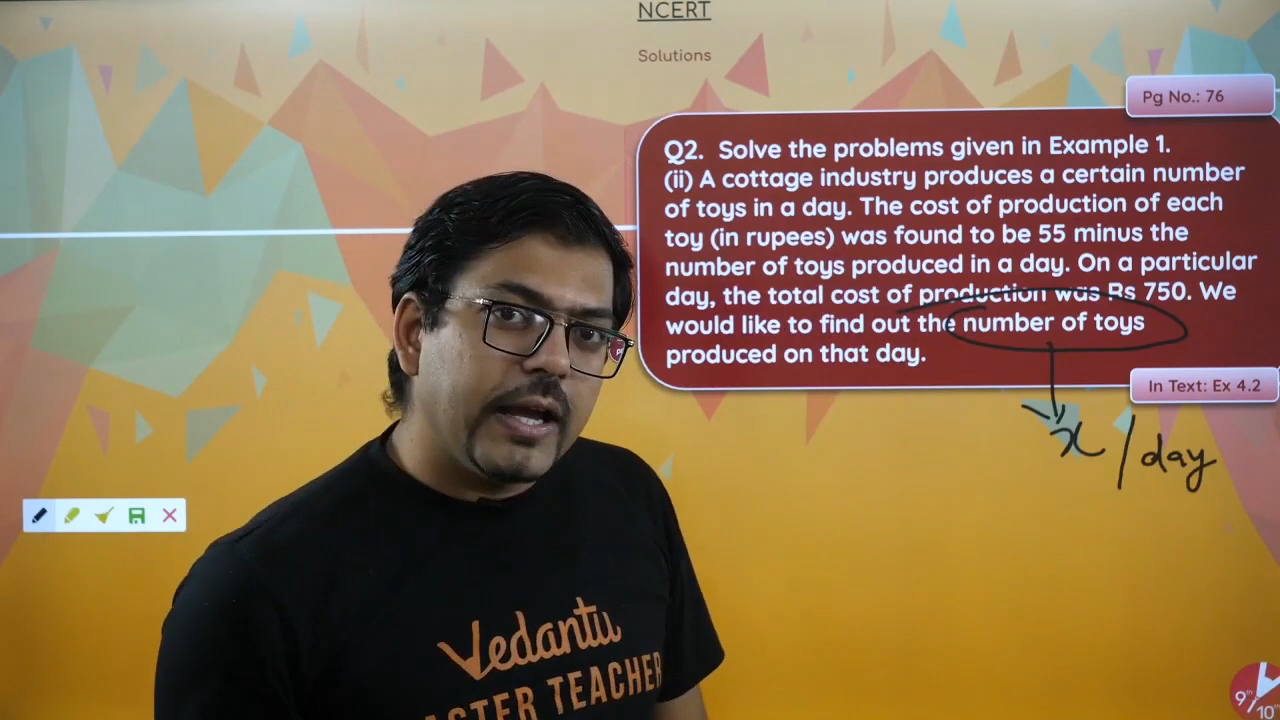 NCERT
Solutions
Pg No.: 76
Q2. Solve the problems given in Example 1.
(ii) A cottage industry produces a certain number
of toys in a day. The cost of production of each
toy (in rupees) was found to be 55 minus the
number of toys produced in a day. On a particular
day, the total cost of production was Rs 750. We
would like to find out the number of toys
produced on that day.
In Text: Ex 4.2
x / day
Vedantu
MASTER TEACHER
9th/10th